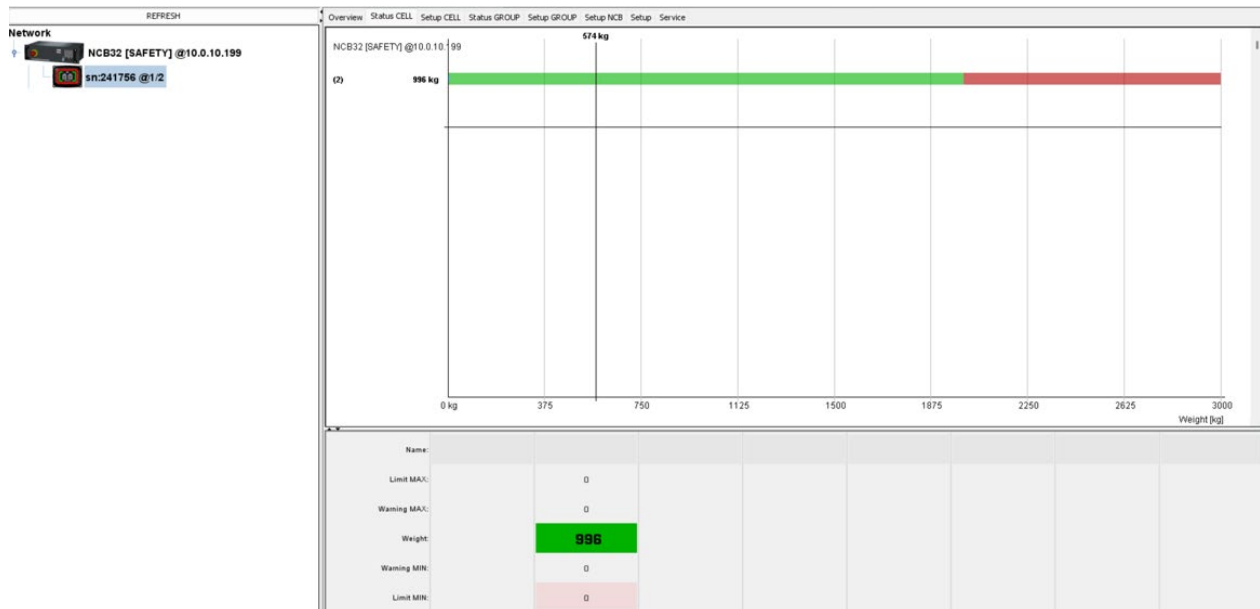 REFRESH
Network
NCB32 [SAFETY] @10.0.10.199
sn:241756 @1/2
Overview Status CELL Setup CELL Status GROUP Setup GROUP Setup NCB Setup Service
574 kg
NCB32 [SAFETY] @10.0.10.199
(2) 996 kg
0 kg 375 750 1125 1500 1875 2250 2625 3000
Weight [kg]
Name:
Limit MAX: 0
Warning MAX: 0
Weight: 996
Warning MIN: 0
Limit MIN: 0